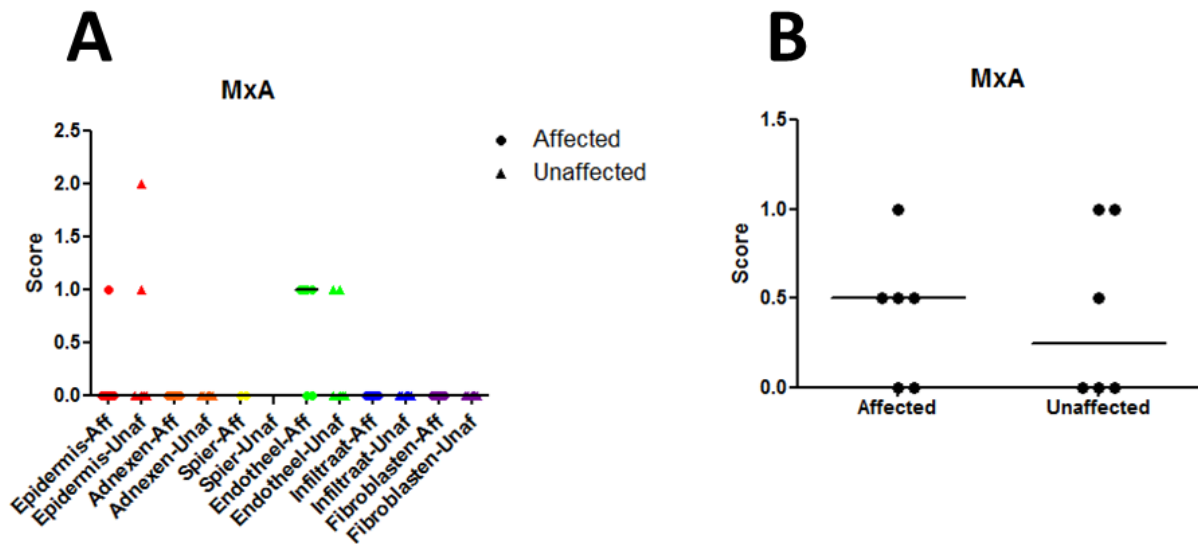 A
MxA
2.5
2.0
1.5
1.0
0.5
0.0
Score
Epidermis-Aff
Epidermis-Unaf
Adnexen-Aff
Adnexen-Unaf
Spier-Aff
Spier-Unaf
Endotheel-Aff
Endotheel-Unaf
Infiltraat-Aff
Infiltraat-Unaf
Fibroblasten-Aff
Fibroblasten-Unaf
Affected
Unaffected
B
MxA
1.5
1.0
0.5
0.0
Score
Affected
Unaffected